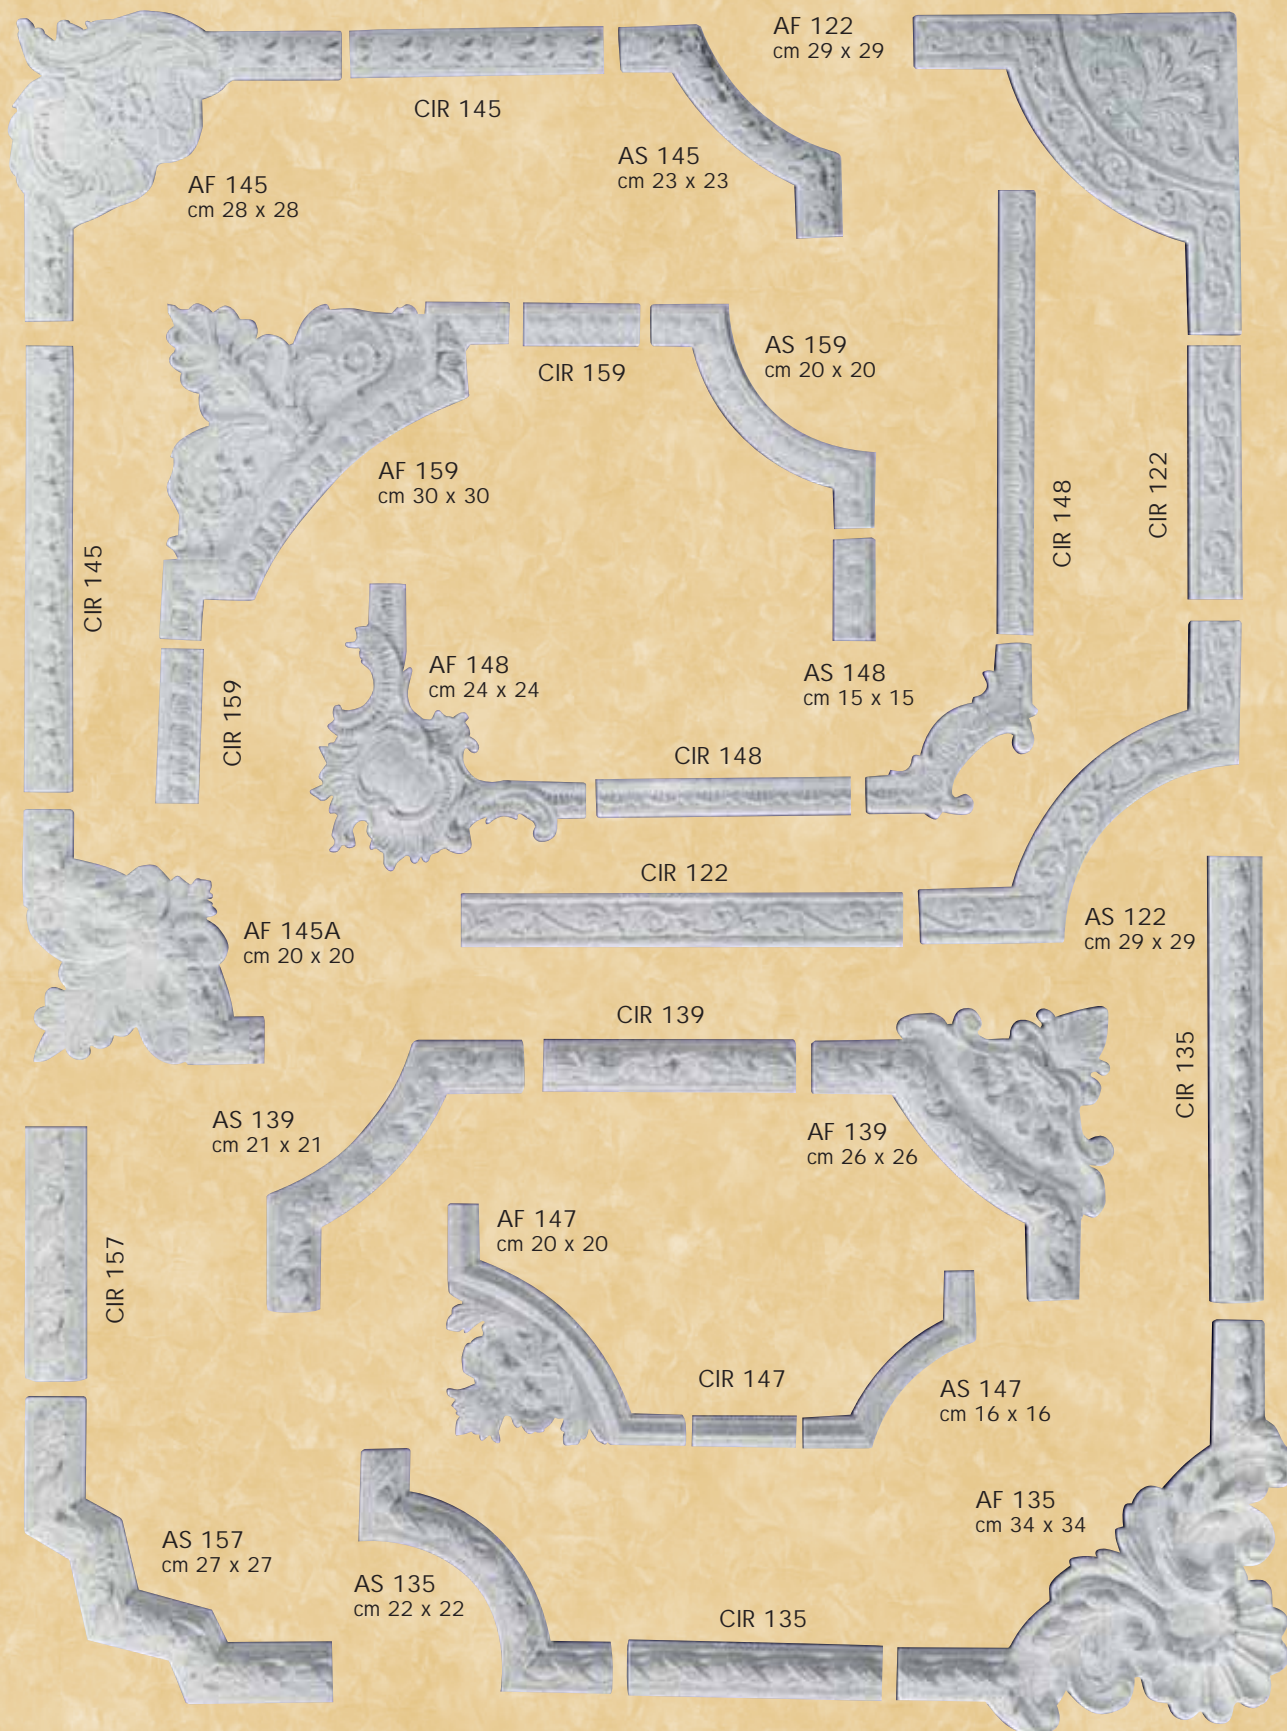 AF 122
cm 29 x 29
CIR 145
AS 145
cm 23 x 23
AF 145
cm 28 x 28
AS 159
cm 20 x 20
CIR 159
AF 159
cm 30 x 30
CIR 148
CIR 122
CIR 145
AF 148
cm 24 x 24
AS 148
cm 15 x 15
CIR 159
CIR 148
CIR 122
AF 145A
cm 20 x 20
AS 122
cm 29 x 29
CIR 139
CIR 135
AS 139
cm 21 x 21
AF 139
cm 26 x 26
AF 147
cm 20 x 20
CIR 157
CIR 147
AS 147
cm 16 x 16
AF 135
cm 34 x 34
AS 157
cm 27 x 27
AS 135
cm 22 x 22
CIR 135